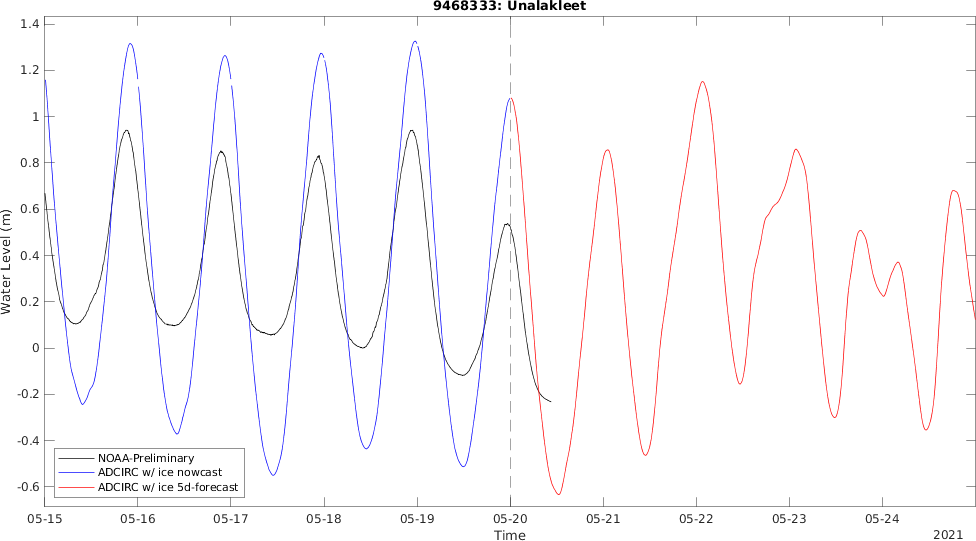 9468333: Unalakleet
1.4
1.2
1
0.8
0.6
0.4
0.2
0
-0.2
-0.4
-0.6
Water Level (m)
NOAA-Preliminary
ADCIRC w/ ice nowcast
ADCIRC w/ ice 5d-forecast
05-15 05-16 05-17 05-18 05-19 05-20 05-21 05-22 05-23 05-24
Time
2021